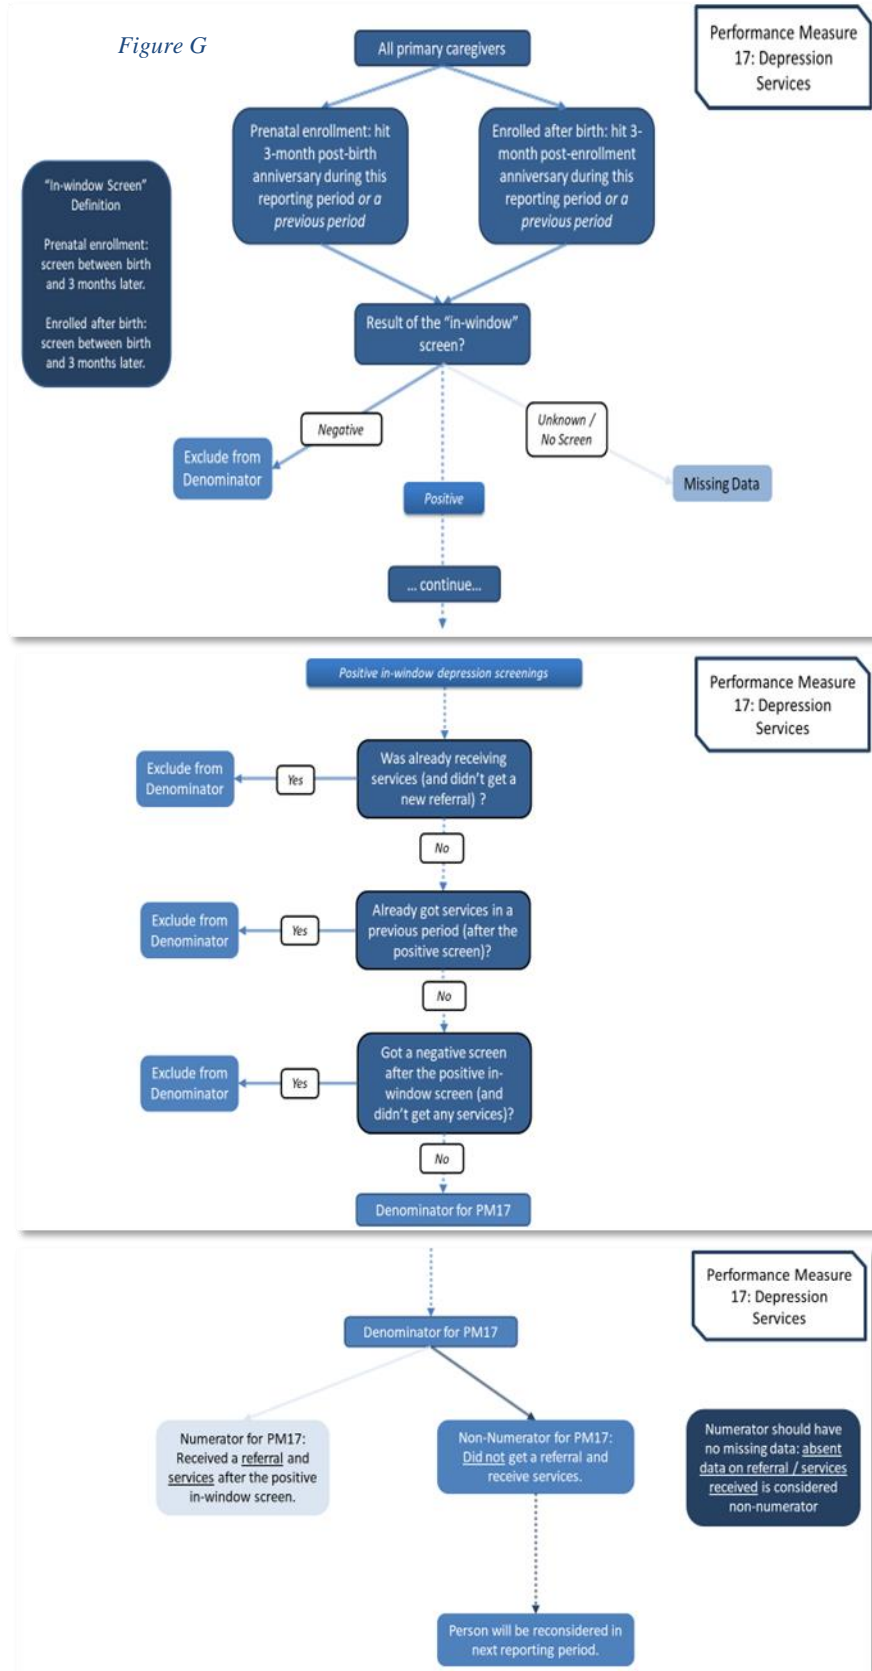 Figure G
Performance Measure
17: Depression
Services
All primary caregivers
Prenatal enrollment: hit
3-month post-birth
anniversary during this
reporting period or a
previous period
Enrolled after birth: hit 3-
month post-enrollment
anniversary during this
reporting period or a
previous period
“In-window Screen”
Definition
Prenatal enrollment:
screen between birth
and 3 months later.
Enrolled after birth:
screen between birth
and 3 months later.
Result of the “in-window”
screen?
Negative
Unknown /
No Screen
Exclude from
Denominator
Positive
Missing Data
... continue...
Positive in-window depression screenings
Performance Measure
17: Depression
Services
Was already receiving
services (and didn’t get a
new referral) ?
Yes
Exclude from
Denominator
No
Already got services in a
previous period (after the
positive screen)?
Yes
Exclude from
Denominator
No
Got a negative screen
after the positive in-
window screen (and
didn’t get any services)?
Yes
Exclude from
Denominator
No
Denominator for PM17
Performance Measure
17: Depression
Services
Denominator for PM17
Numerator for PM17:
Received a referral and
services after the positive
in-window screen.
Non-Numerator for PM17:
Did not get a referral and
receive services.
Numerator should have
no missing data: absent
data on referral / services
received is considered
non-numerator
Person will be reconsidered in
next reporting period.